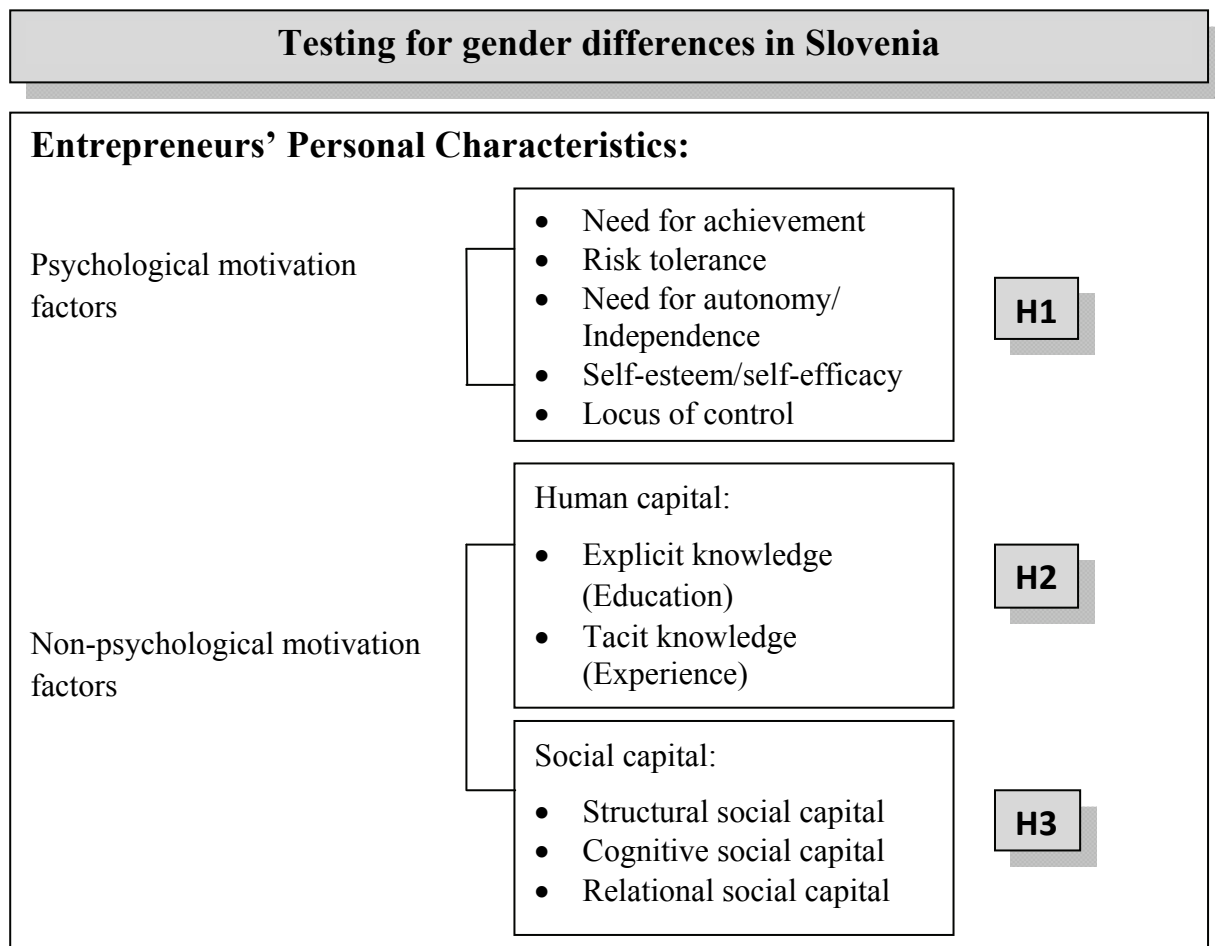 Testing for gender differences in Slovenia
Entrepreneurs’ Personal Characteristics:
Psychological motivation
factors
• Need for achievement
• Risk tolerance
• Need for autonomy/
Independence
• Self-esteem/self-efficacy
• Locus of control
H1
Non-psychological motivation
factors
Human capital:
• Explicit knowledge
(Education)
• Tacit knowledge
(Experience)
H2
Social capital:
• Structural social capital
• Cognitive social capital
• Relational social capital
H3